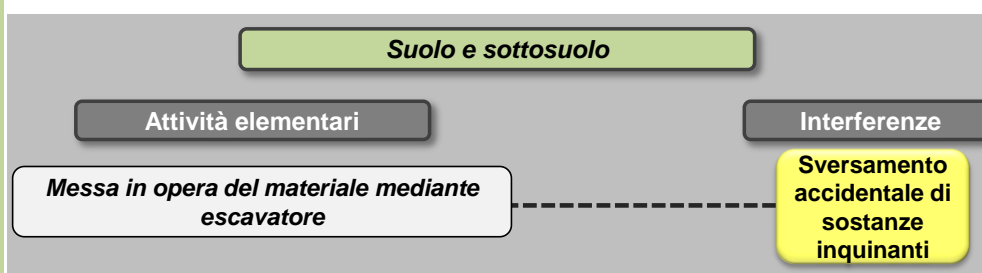 Suolo e sottosuolo
Attività elementari
Interferenze
Messa in opera del materiale mediante
escavatore
Sversamento
accidentale di
sostanze
inquinanti